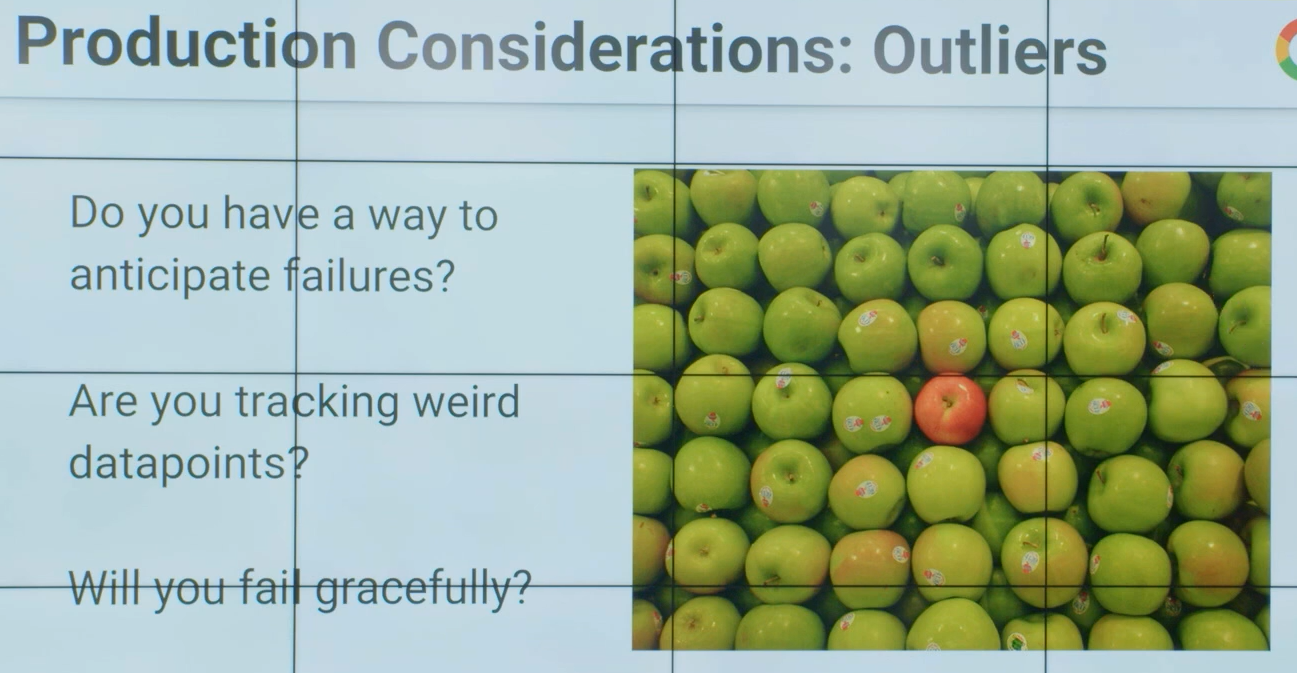 Production Considerations: Outliers
Do you have a way to
anticipate failures?
Are you tracking weird
datapoints?
Will you fail gracefully?